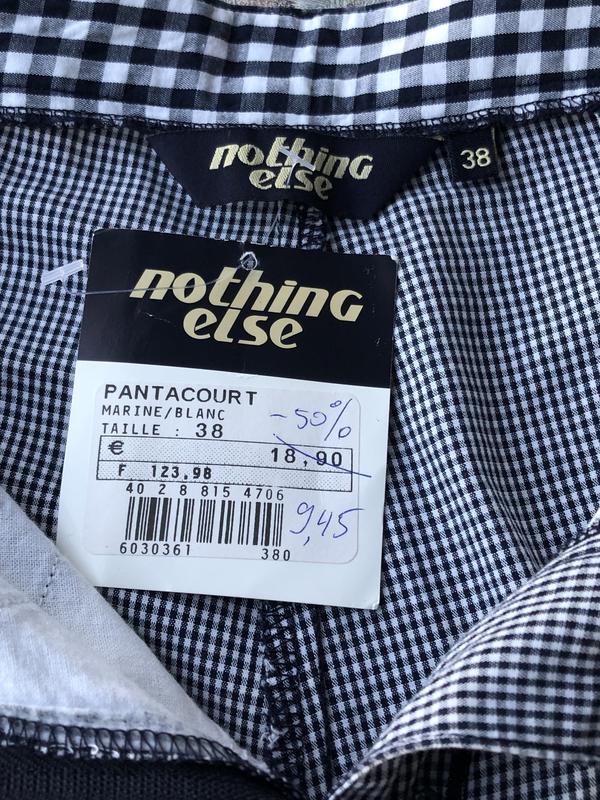 nothing
else
38
nothing
else
PANTACOURT
MARINE/BLANC
-50%
TAILLE : 38
€ 18,90
F 123,98
40 2 8 815 4706
9,45
6030361 380